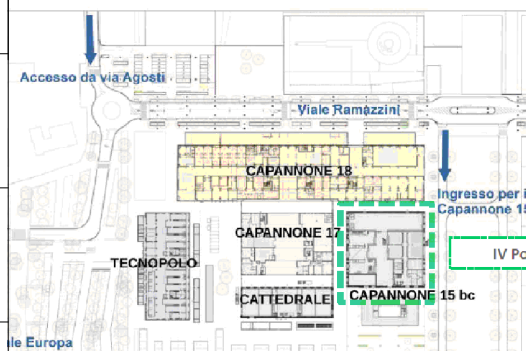 Accesso da via Agosti
Viale Ramazzini
CAPANNONE 18
Ingresso per i
Capannone 15
CAPANNONE 17
TECNOPOLO
IV Po
CATTEDRALE
CAPANNONE 15 bc
le Europa